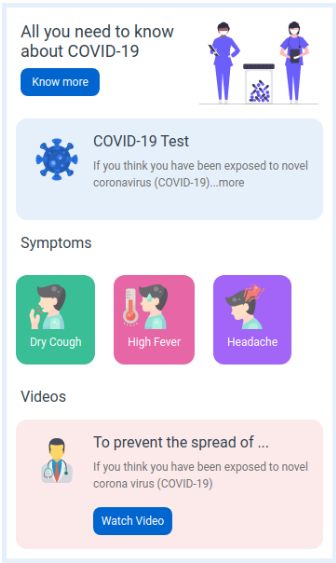 All you need to know
about COVID-19
Know more
COVID-19 Test
If you think you have been exposed to novel
coronavirus (COVID-19)...more
Symptoms
Dry Cough
High Fever
Headache
Videos
To prevent the spread of ...
If you think you have been exposed to novel
corona virus (COVID-19)
Watch Video